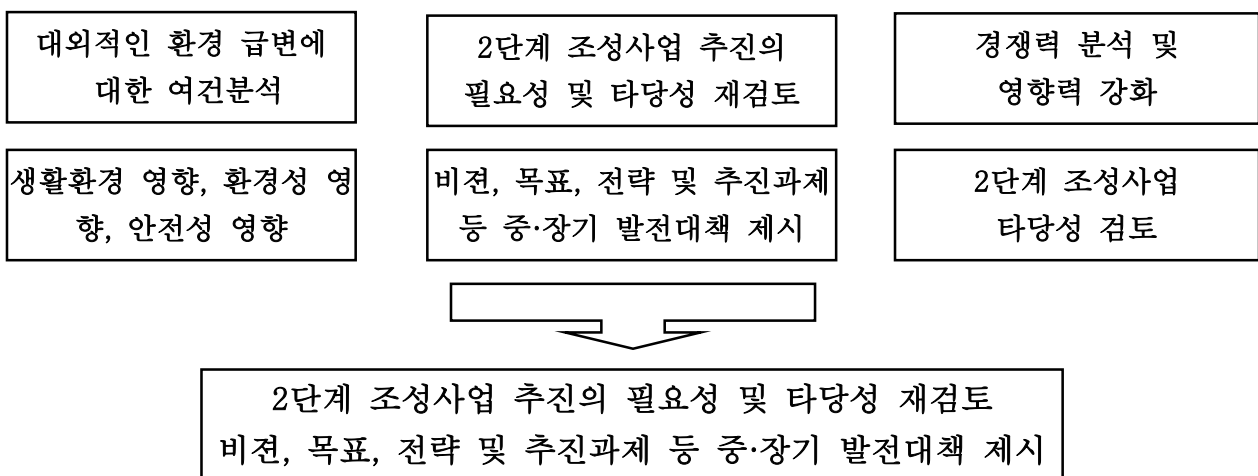 대외적인 환경 급변에
대한 여건분석
2단계 조성사업 추진의
필요성 및 타당성 재검토
경쟁력 분석 및
영향력 강화
생활환경 영향, 환경성 영
향, 안전성 영향
비젼, 목표, 전략 및 추진과제
등 중·장기 발전대책 제시
2단계 조성사업
타당성 검토
2단계 조성사업 추진의 필요성 및 타당성 재검토
비젼, 목표, 전략 및 추진과제 등 중·장기 발전대책 제시